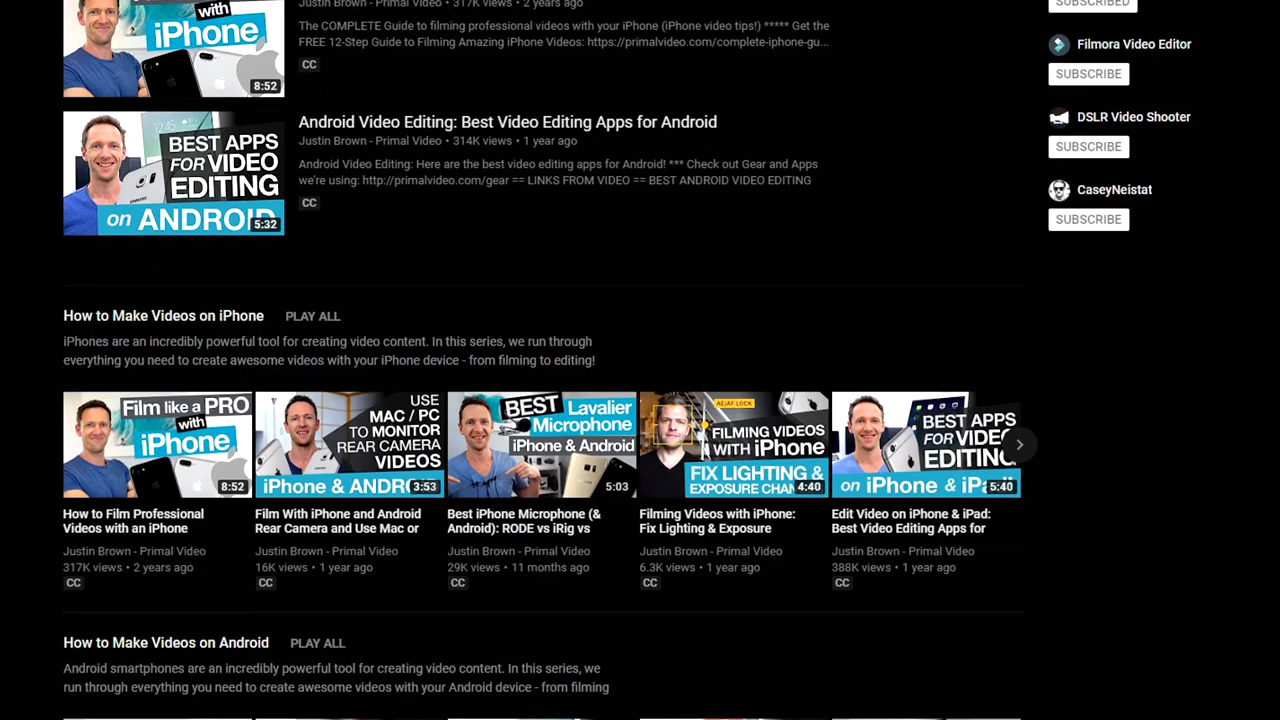 with
iPhone
8:52
Justin Brown - Primal Video • 317K views • 2 years ago
The COMPLETE Guide to filming professional videos with your iPhone (iPhone video tips!) ***** Get the
FREE 12-Step Guide to Filming Amazing iPhone Videos: https://primalvideo.com/complete-iphone-gu...
CC
SUBSCRIBED
Filmora Video Editor
SUBSCRIBE
DSLR Video Shooter
SUBSCRIBE
CaseyNeistat
SUBSCRIBE
BEST APPS
FOR VIDEO
EDITING
on ANDROID
5:32
Android Video Editing: Best Video Editing Apps for Android
Justin Brown - Primal Video • 314K views • 1 year ago
Android Video Editing: Here are the best video editing apps for Android! *** Check out Gear and Apps
we're using: http://primalvideo.com/gear == LINKS FROM VIDEO == BEST ANDROID VIDEO EDITING
CC
How to Make Videos on iPhone PLAY ALL
iPhones are an incredibly powerful tool for creating video content. In this series, we run through
everything you need to create awesome videos with your iPhone device - from filming to editing!
Film like a PRO
with
iPhone
8:52
How to Film Professional
Videos with an iPhone
Justin Brown - Primal Video
317K views • 2 years ago
CC
USE
MAC / PC
TO MONITOR
REAR CAMERA
VIDEOS
iPhone & ANDR
3:53
Film With iPhone and Android
Rear Camera and Use Mac or
Justin Brown - Primal Video
16K views • 1 year ago
CC
BEST Lavalier
Microphone
iPhone & Android
5:03
Best iPhone Microphone (&
Android): RODE vs iRig vs
Justin Brown - Primal Video
29K views • 11 months ago
CC
AE/AF LOCK
FILMING VIDEOS
WITH iPhone
FIX LIGHTING &
EXPOSURE CHAN
4:40
Filming Videos with iPhone:
Fix Lighting & Exposure
Justin Brown - Primal Video
6.3K views • 1 year ago
CC
BEST APPS
FOR VIDEO
EDITING
on iPhone & iPad
5:40
Edit Video on iPhone & iPad:
Best Video Editing Apps for
Justin Brown - Primal Video
388K views • 1 year ago
CC
How to Make Videos on Android PLAY ALL
Android smartphones are an incredibly powerful tool for creating video content. In this series, we
run through everything you need to create awesome videos with your Android device - from filming